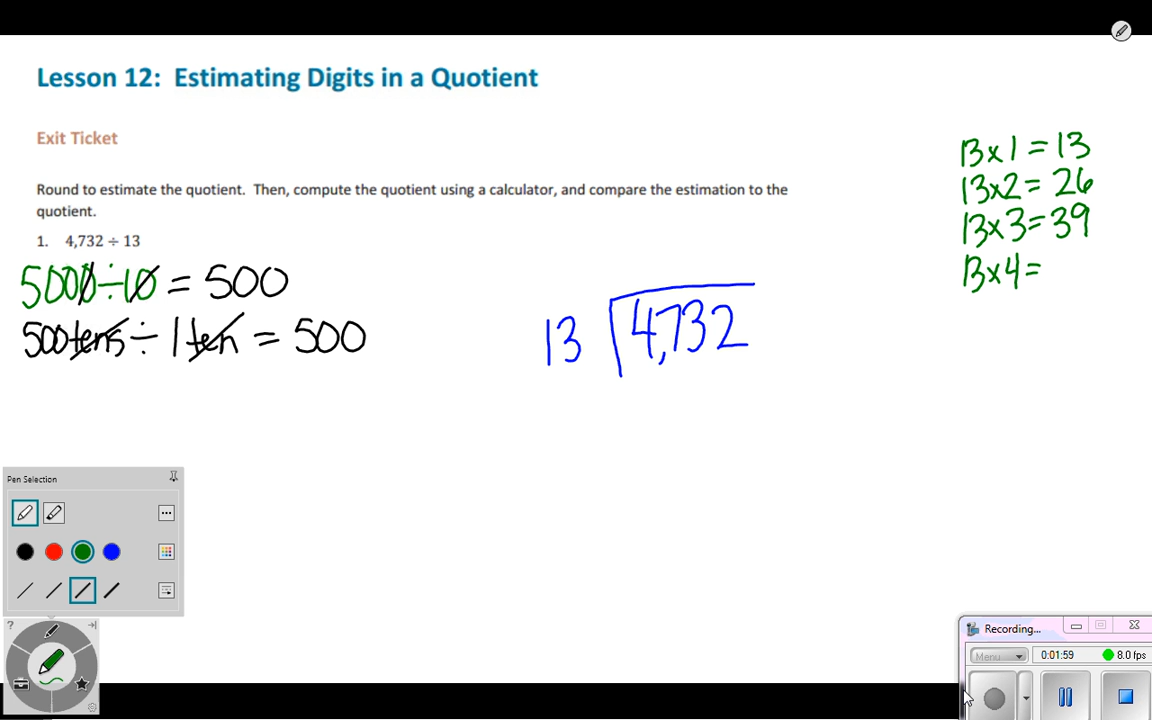 Lesson 12: Estimating Digits in a Quotient
Exit Ticket
Round to estimate the quotient. Then, compute the quotient using a calculator, and compare the estimation to the
quotient.
1. 4,732 ÷ 13
5000÷10 = 500
500 tens ÷ 1 ten = 500
13 4,732
13x1 = 13
13x2 = 26
13x3=39
13x4=
Pen Selection
?
Recording...
Menu
0:01:59
8.0 fps